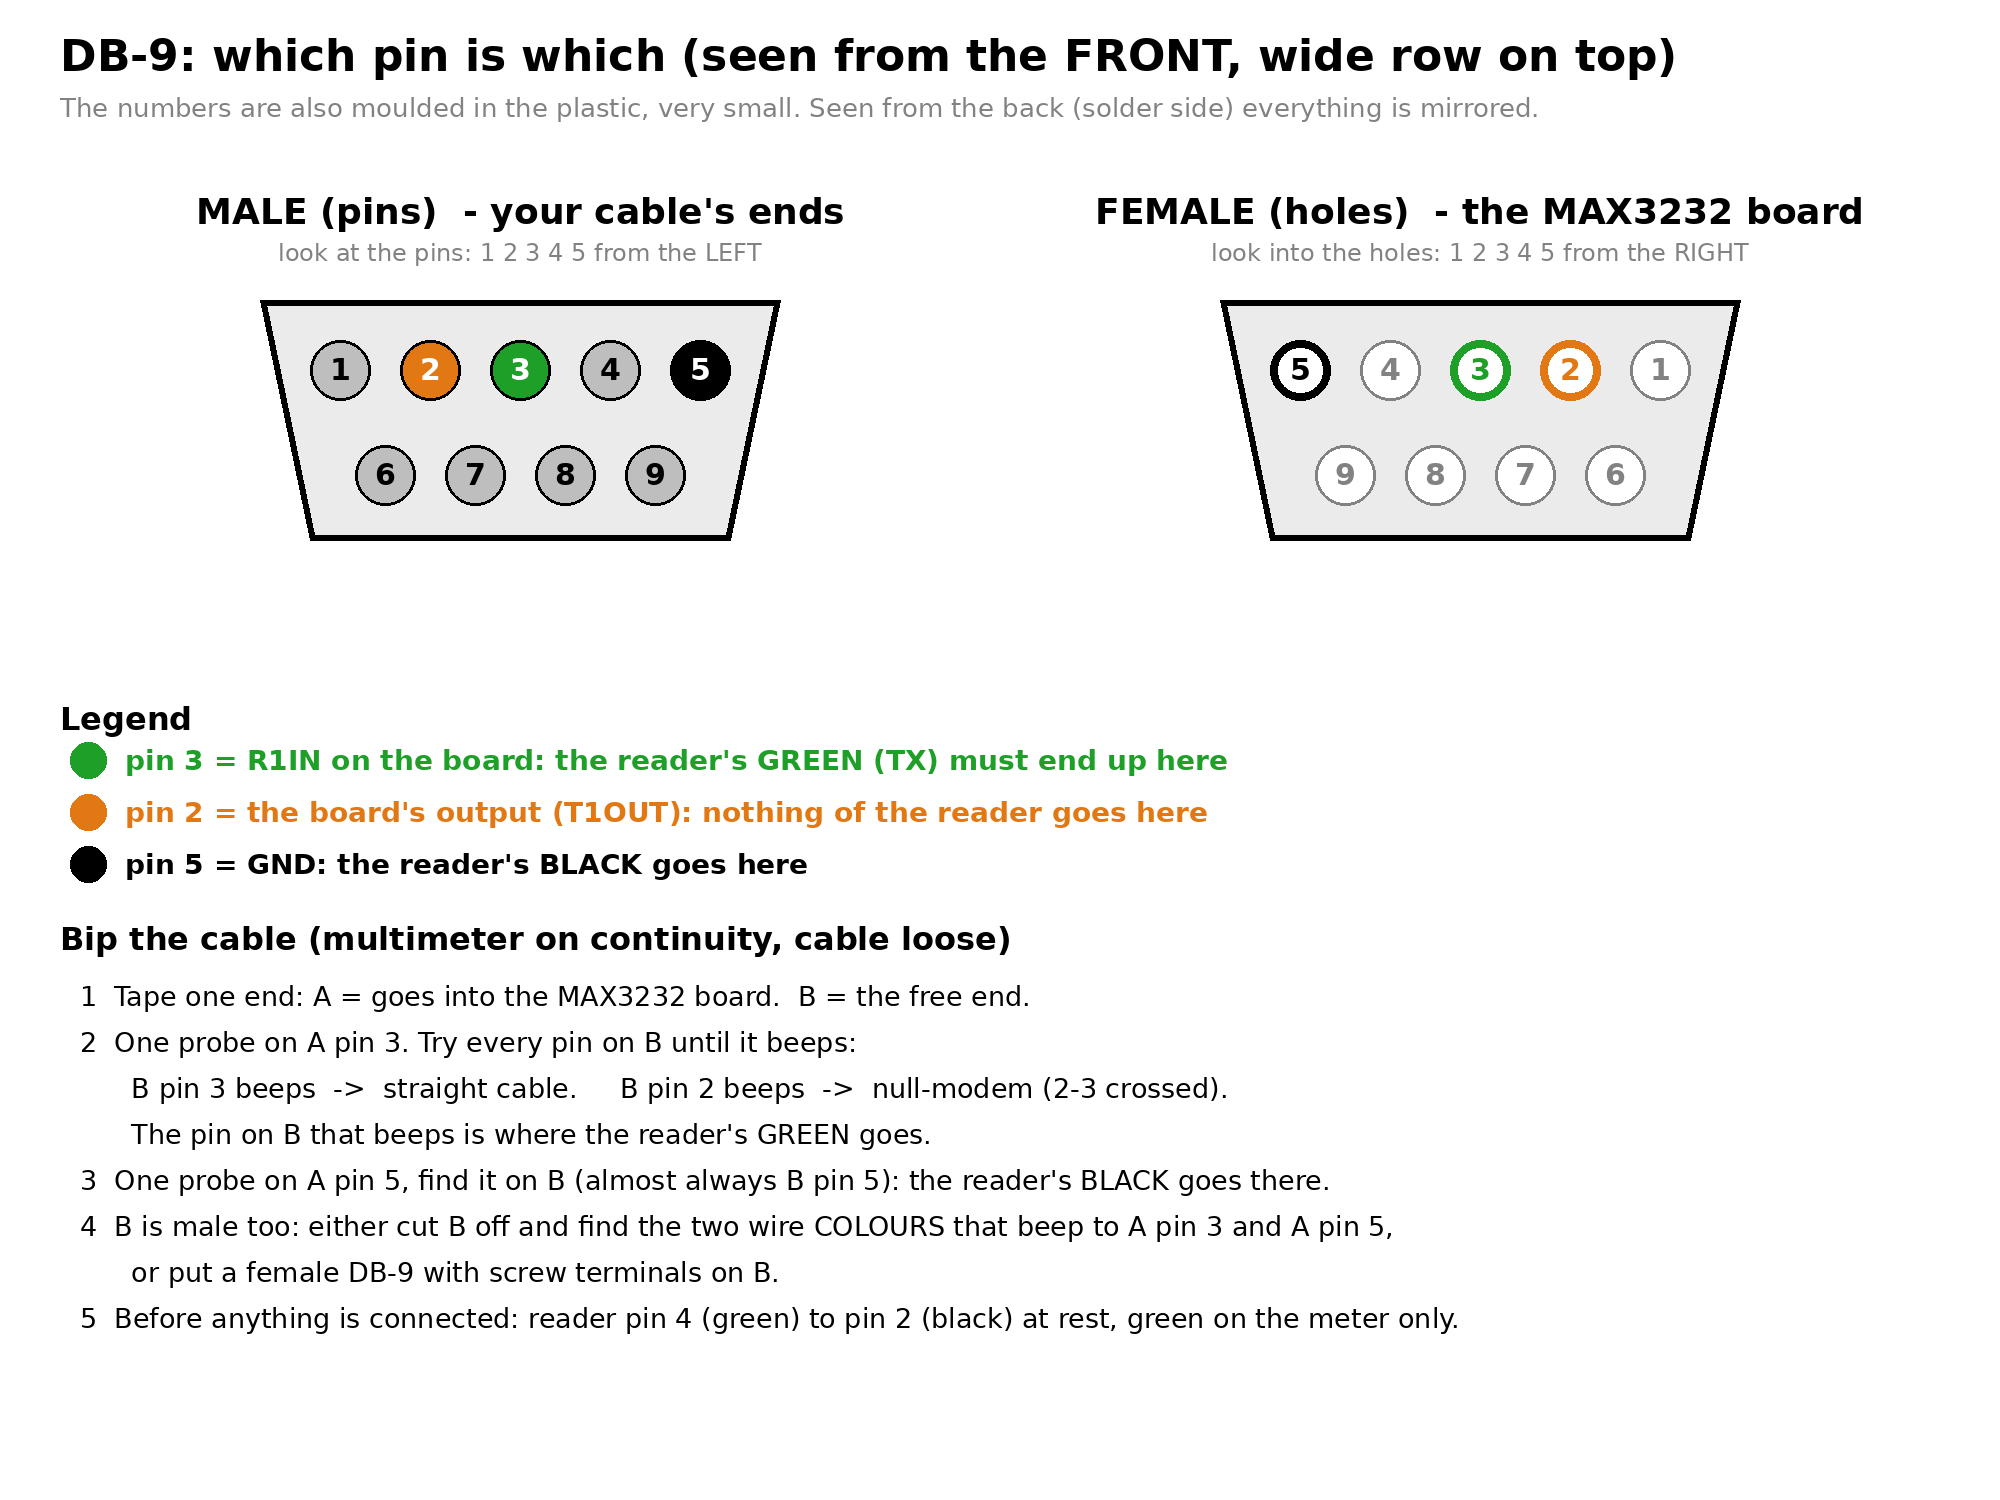 DB-9: which pin is which (seen from the FRONT, wide row on top)
The numbers are also moulded in the plastic, very small. Seen from the back (solder side) everything is mirrored.
MALE (pins)  - your cable's ends
look at the pins: 1 2 3 4 5 from the LEFT
1 2 3 4 5
6 7 8 9
FEMALE (holes)  - the MAX3232 board
look into the holes: 1 2 3 4 5 from the RIGHT
5 4 3 2 1
9 8 7 6
Legend
pin 3 = R1IN on the board: the reader's GREEN (TX) must end up here
pin 2 = the board's output (T1OUT): nothing of the reader goes here
pin 5 = GND: the reader's BLACK goes here
Bip the cable (multimeter on continuity, cable loose)
1  Tape one end: A = goes into the MAX3232 board.  B = the free end.
2  One probe on A pin 3. Try every pin on B until it beeps:
B pin 3 beeps  ->  straight cable.     B pin 2 beeps  ->  null-modem (2-3 crossed).
The pin on B that beeps is where the reader's GREEN goes.
3  One probe on A pin 5, find it on B (almost always B pin 5): the reader's BLACK goes there.
4  B is male too: either cut B off and find the two wire COLOURS that beep to A pin 3 and A pin 5,
or put a female DB-9 with screw terminals on B.
5  Before anything is connected: reader pin 4 (green) to pin 2 (black) at rest, green on the meter only.